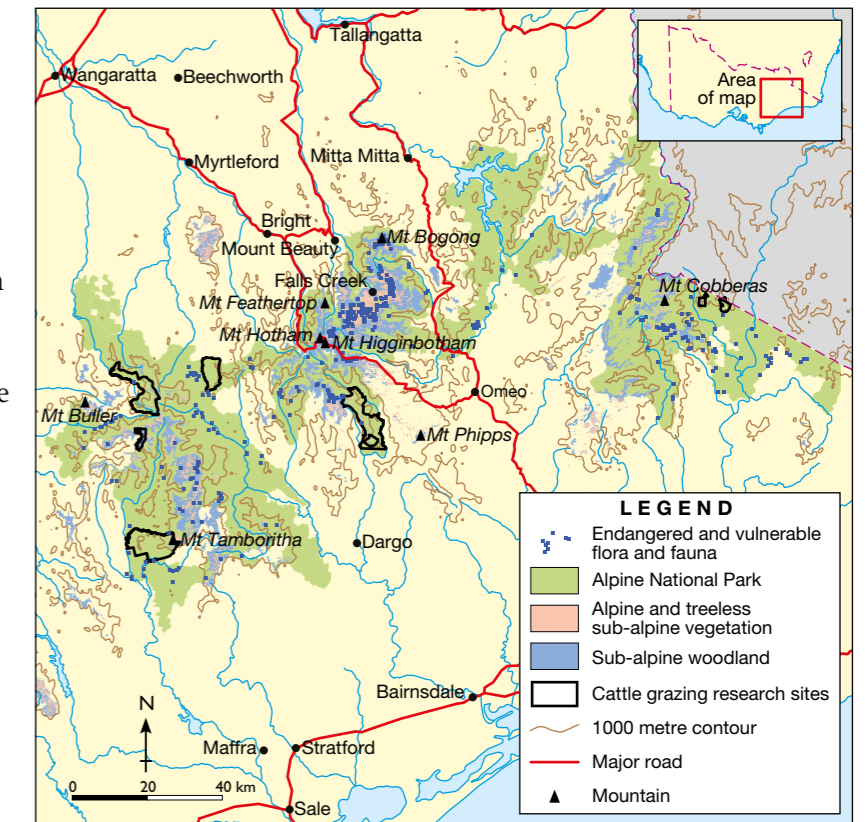 Tallangatta
Wangaratta
Beechworth
Area
of map
Myrtleford
Mitta Mitta
Bright
Mount Beauty
Mt Bogong
Falls Creek
Mt Feathertop
Mt Cobberas
Mt Hotham
Mt Higginbotham
Omeo
Mt Buller
Mt Phipps
Mt Tamboritha
Dargo
LEGEND
Endangered and vulnerable
flora and fauna
Alpine National Park
Alpine and treeless
sub-alpine vegetation
Sub-alpine woodland
Cattle grazing research sites
1000 metre contour
Major road
Mountain
Bairnsdale
N
Maffra
Stratford
0 20 40 km
Sale